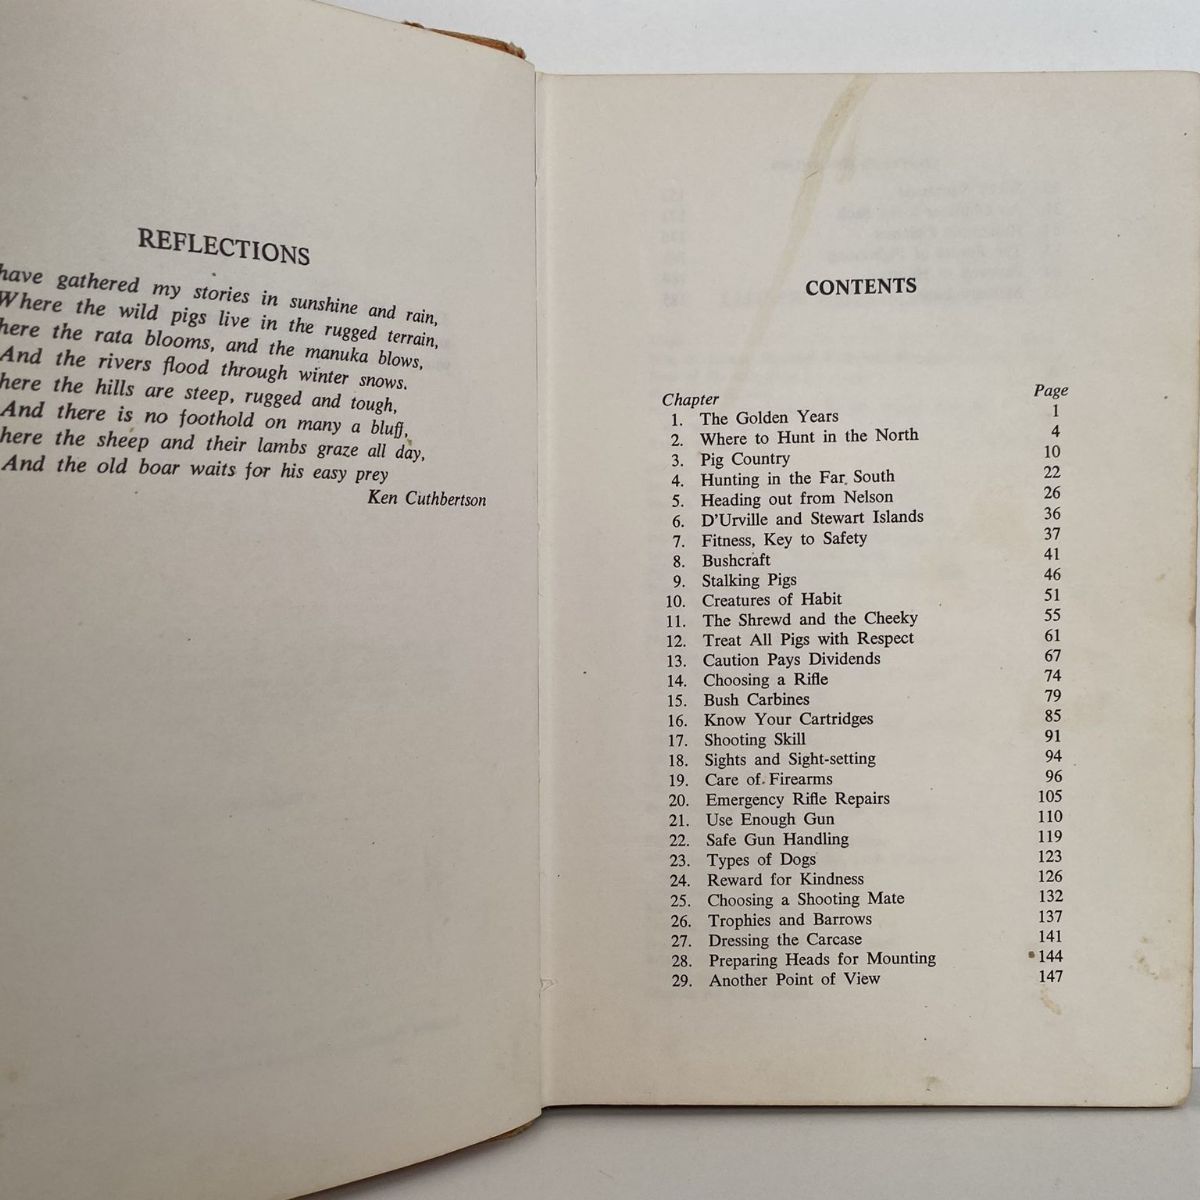 REFLECTIONS
have gathered my stories in sunshine and rain,
Where the wild pigs live in the rugged terrain,
here the rata blooms, and the manuka blows,
And the rivers flood through winter snows.
here the hills are steep, rugged and tough,
And there is no foothold on many a bluff,
here the sheep and their lambs graze all day,
And the old boar waits for his easy prey
Ken Cuthbertson
CONTENTS
Chapter Page
1. The Golden Years 1
2. Where to Hunt in the North 4
3. Pig Country 10
4. Hunting in the Far South 22
5. Heading out from Nelson 26
6. D'Urville and Stewart Islands 36
7. Fitness, Key to Safety 37
8. Bushcraft 41
9. Stalking Pigs 46
10. Creatures of Habit 51
11. The Shrewd and the Cheeky 55
12. Treat All Pigs with Respect 61
13. Caution Pays Dividends 67
14. Choosing a Rifle 74
15. Bush Carbines 79
16. Know Your Cartridges 85
17. Shooting Skill 91
18. Sights and Sight-setting 94
19. Care of Firearms 96
20. Emergency Rifle Repairs 105
21. Use Enough Gun 110
22. Safe Gun Handling 119
23. Types of Dogs 123
24. Reward for Kindness 126
25. Choosing a Shooting Mate 132
26. Trophies and Barrows 137
27. Dressing the Carcase 141
28. Preparing Heads for Mounting 144
29. Another Point of View 147